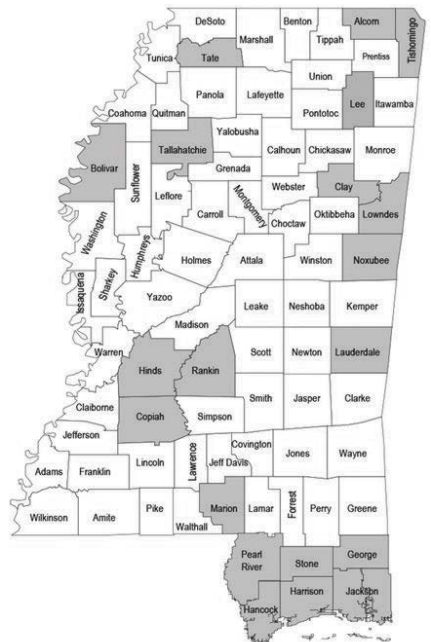 DeSoto
Marshall
Benton
Tippah
Alcorn
Tishomingo
Tunica
Tate
Prentiss
Union
Panola
Lafayette
Pontotoc
Lee
Itawamba
Coahoma
Quitman
Yalobusha
Bolivar
Tallahatchie
Calhoun
Chickasaw
Monroe
Sunflower
Grenada
Leflore
Webster
Clay
Carroll
Montgomery
Choctaw
Oktibbeha
Lowndes
Washington
Humphreys
Holmes
Attala
Winston
Noxubee
Issaquena
Sharkey
Yazoo
Leake
Neshoba
Kemper
Madison
Warren
Hinds
Rankin
Scott
Newton
Lauderdale
Claiborne
Copiah
Simpson
Smith
Jasper
Clarke
Jefferson
Lincoln
Lawrence
Jeff Davis
Covington
Jones
Wayne
Adams
Franklin
Wilkinson
Amite
Pike
Walthall
Marion
Lamar
Forrest
Perry
Greene
Pearl
River
Stone
George
Hancock
Harrison
Jackson